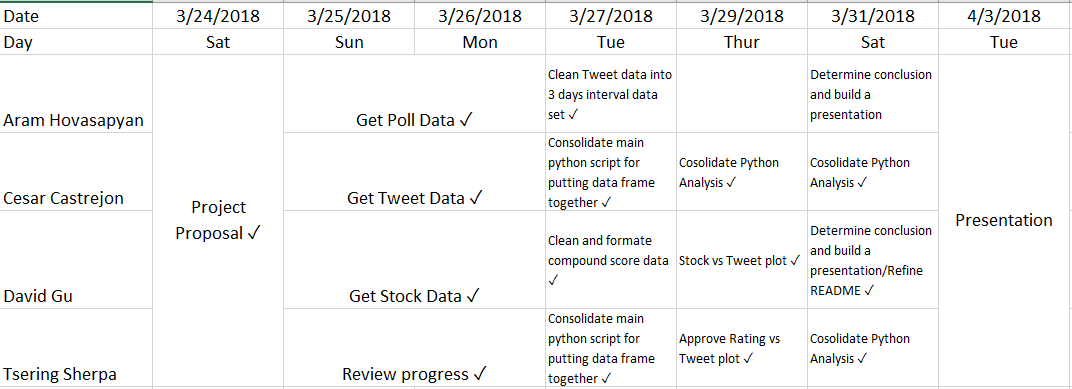 Date 3/24/2018 3/25/2018 3/26/2018 3/27/2018 3/29/2018 3/31/2018 4/3/2018
Day Sat Sun Mon Tue Thur Sat Tue
Aram Hovasapyan
Project
Proposal ✓
Get Poll Data ✓
Clean Tweet data into
3 days interval data
set ✓
Determine conclusion
and build a
presentation
Presentation
Cesar Castrejon
Get Tweet Data ✓
Consolidate main
python script for
putting data frame
together ✓
Cosolidate Python
Analysis ✓
Cosolidate Python
Analysis ✓
David Gu
Get Stock Data ✓
Clean and formate
compound score data
✓
Stock vs Tweet plot ✓
Determine conclusion
and build a
presentation/Refine
README ✓
Tsering Sherpa
Review progress ✓
Consolidate main
python script for
putting data frame
together ✓
Approve Rating vs
Tweet plot ✓
Cosolidate Python
Analysis ✓